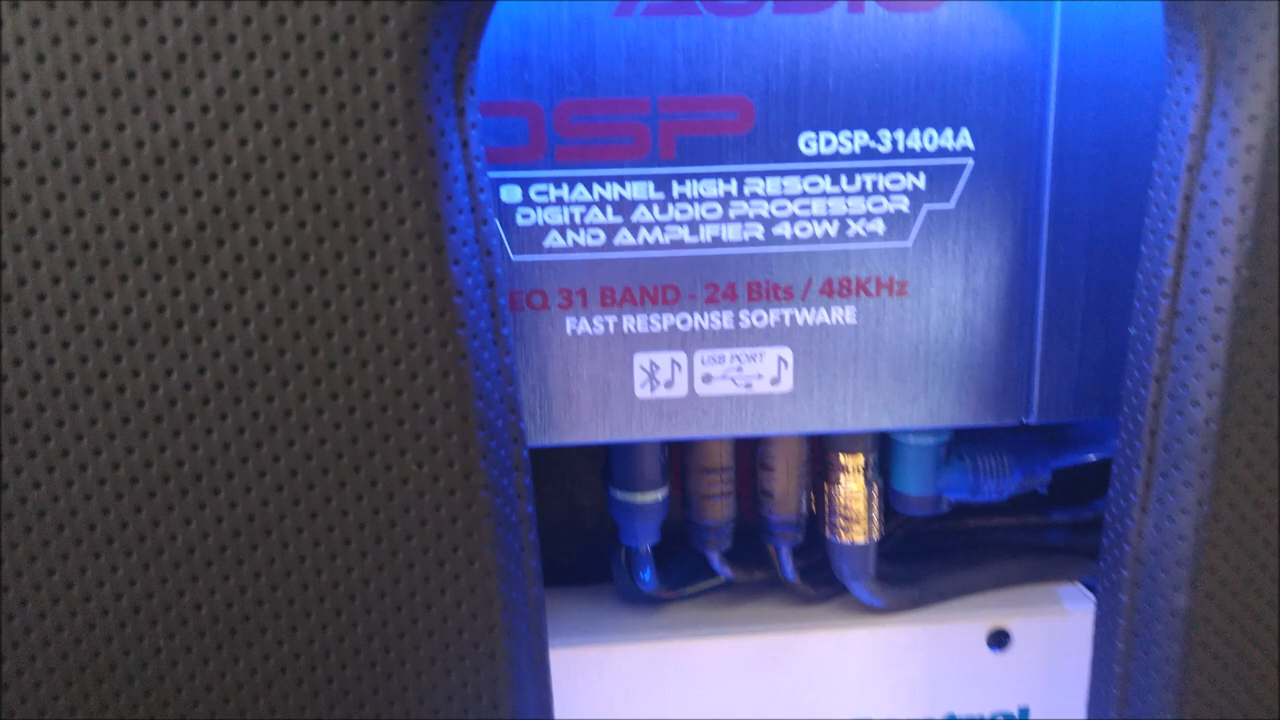 AUDIO
DSP
GDSP-31404A
8 CHANNEL HIGH RESOLUTION
DIGITAL AUDIO PROCESSOR
AND AMPLIFIER 40W X4
EQ 31 BAND - 24 Bits / 48KHz
FAST RESPONSE SOFTWARE
USB PORT